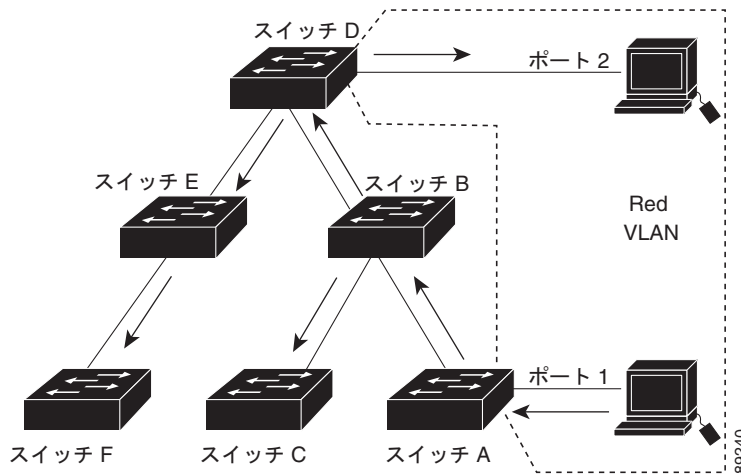 スイッチ D
ポート 2
スイッチ E
スイッチ B
Red
VLAN
ポート 1
スイッチ F
スイッチ C
スイッチ A
89240